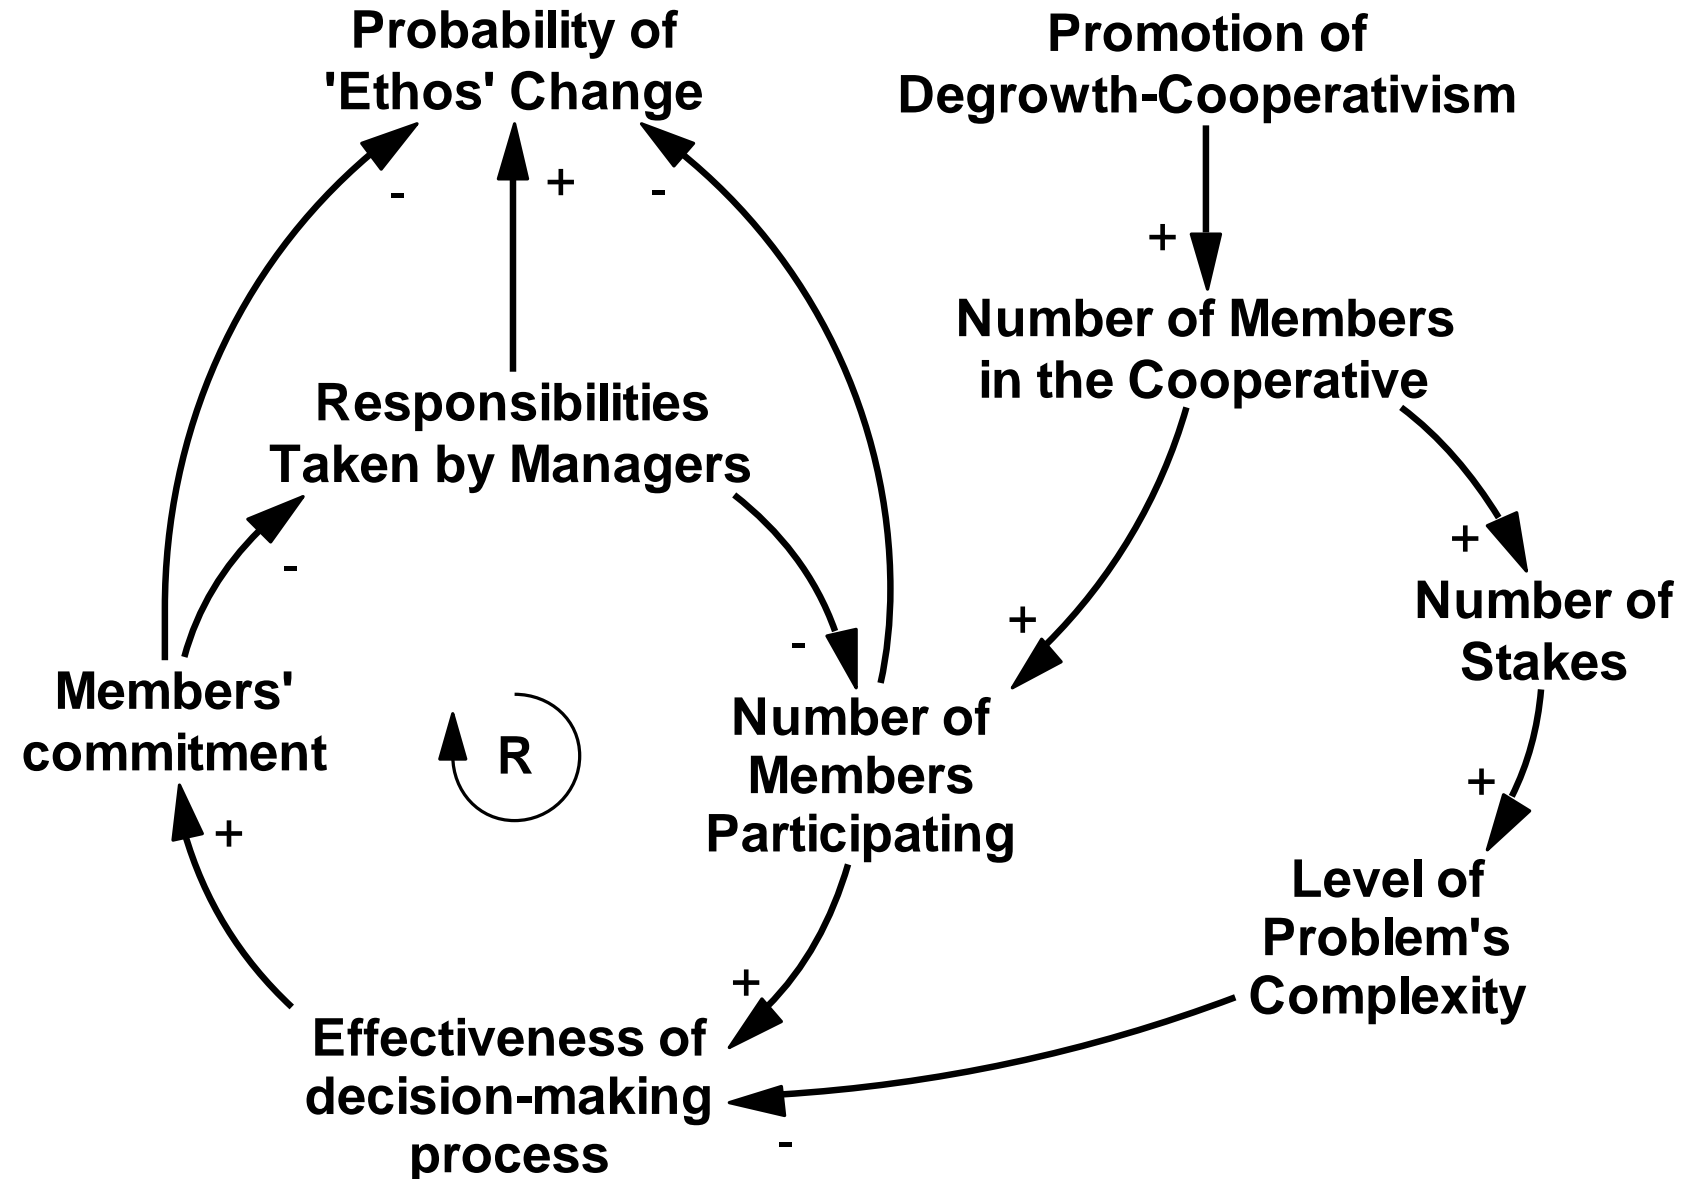 Probability of
'Ethos' Change
Promotion of
Degrowth-Cooperativism
-
+
-
+
Number of Members
in the Cooperative
Responsibilities
Taken by Managers
-
+
+
-
Number of
Stakes
Members'
commitment
R
Number of
Members
Participating
+
+
Level of
Problem's
Complexity
+
Effectiveness of
decision-making
process
-